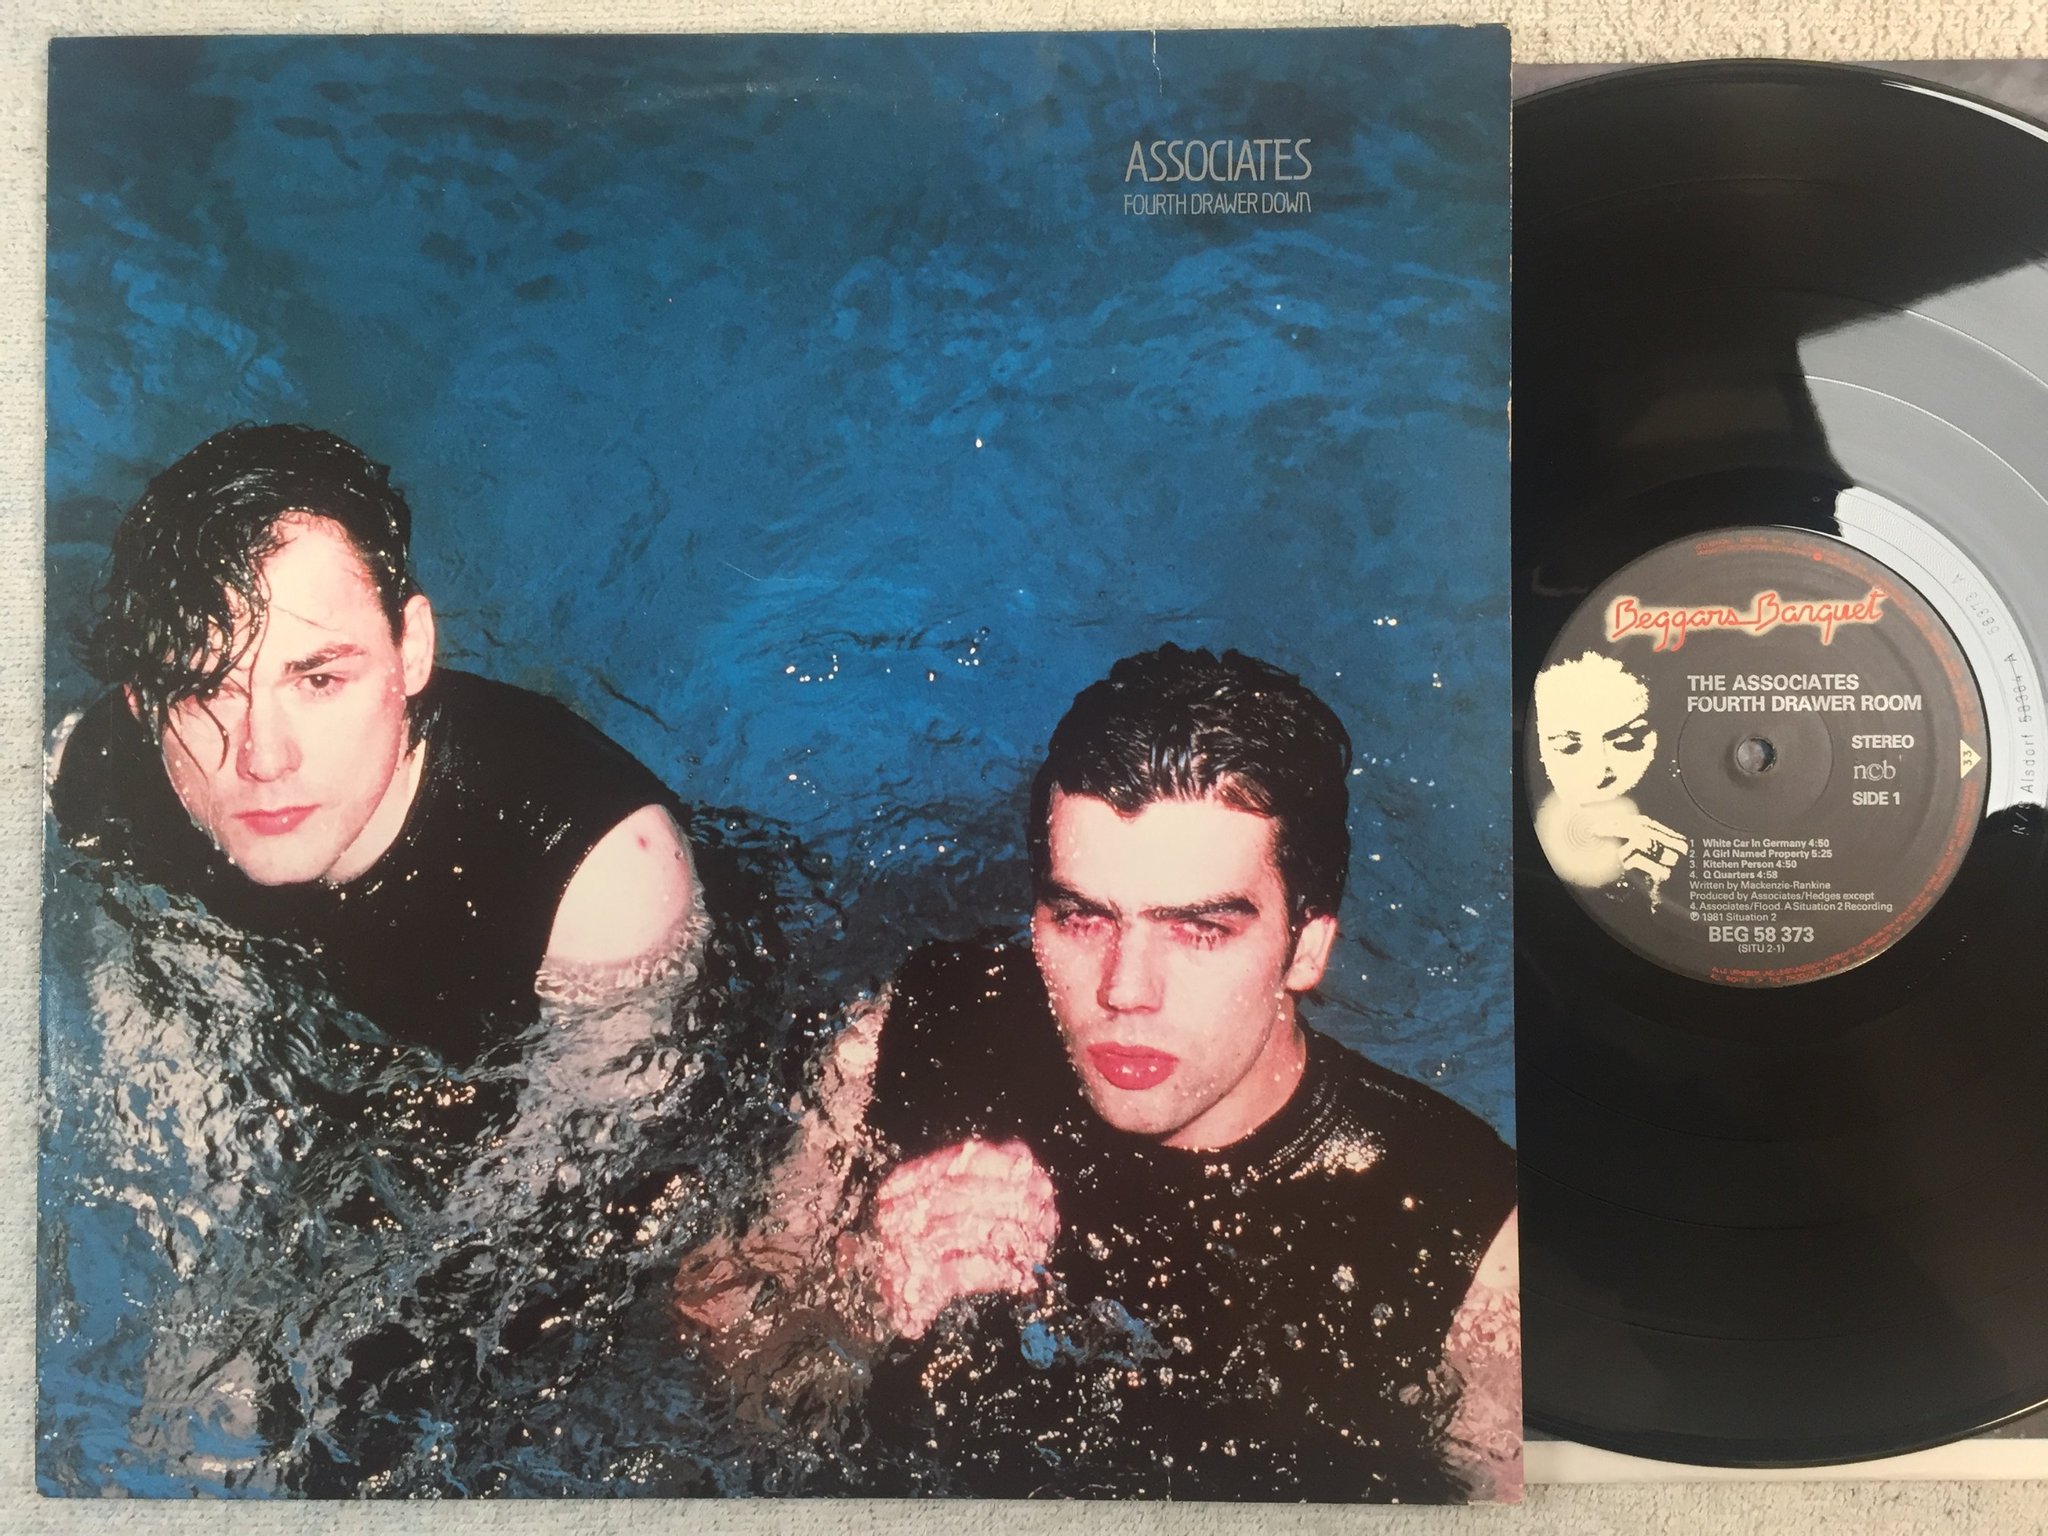 ASSOCIATES
FOURTH DRAWER DOWN
Beggars Banquet
THE ASSOCIATES
FOURTH DRAWER ROOM
STEREO
n©b
SIDE 1
33
1 White Car In Germany 4:50
2. A Girl Named Property 5:25
3. Kitchen Person 4:50
4. Q Quarters 4:58
Written by Mackenzie-Rankine
Produced by Associates/Hedges except
4. Associates/Flood. A Situation 2 Recording
℗ 1981 Situation 2
BEG 58 373
(SITU 2-1)
Alsdorf